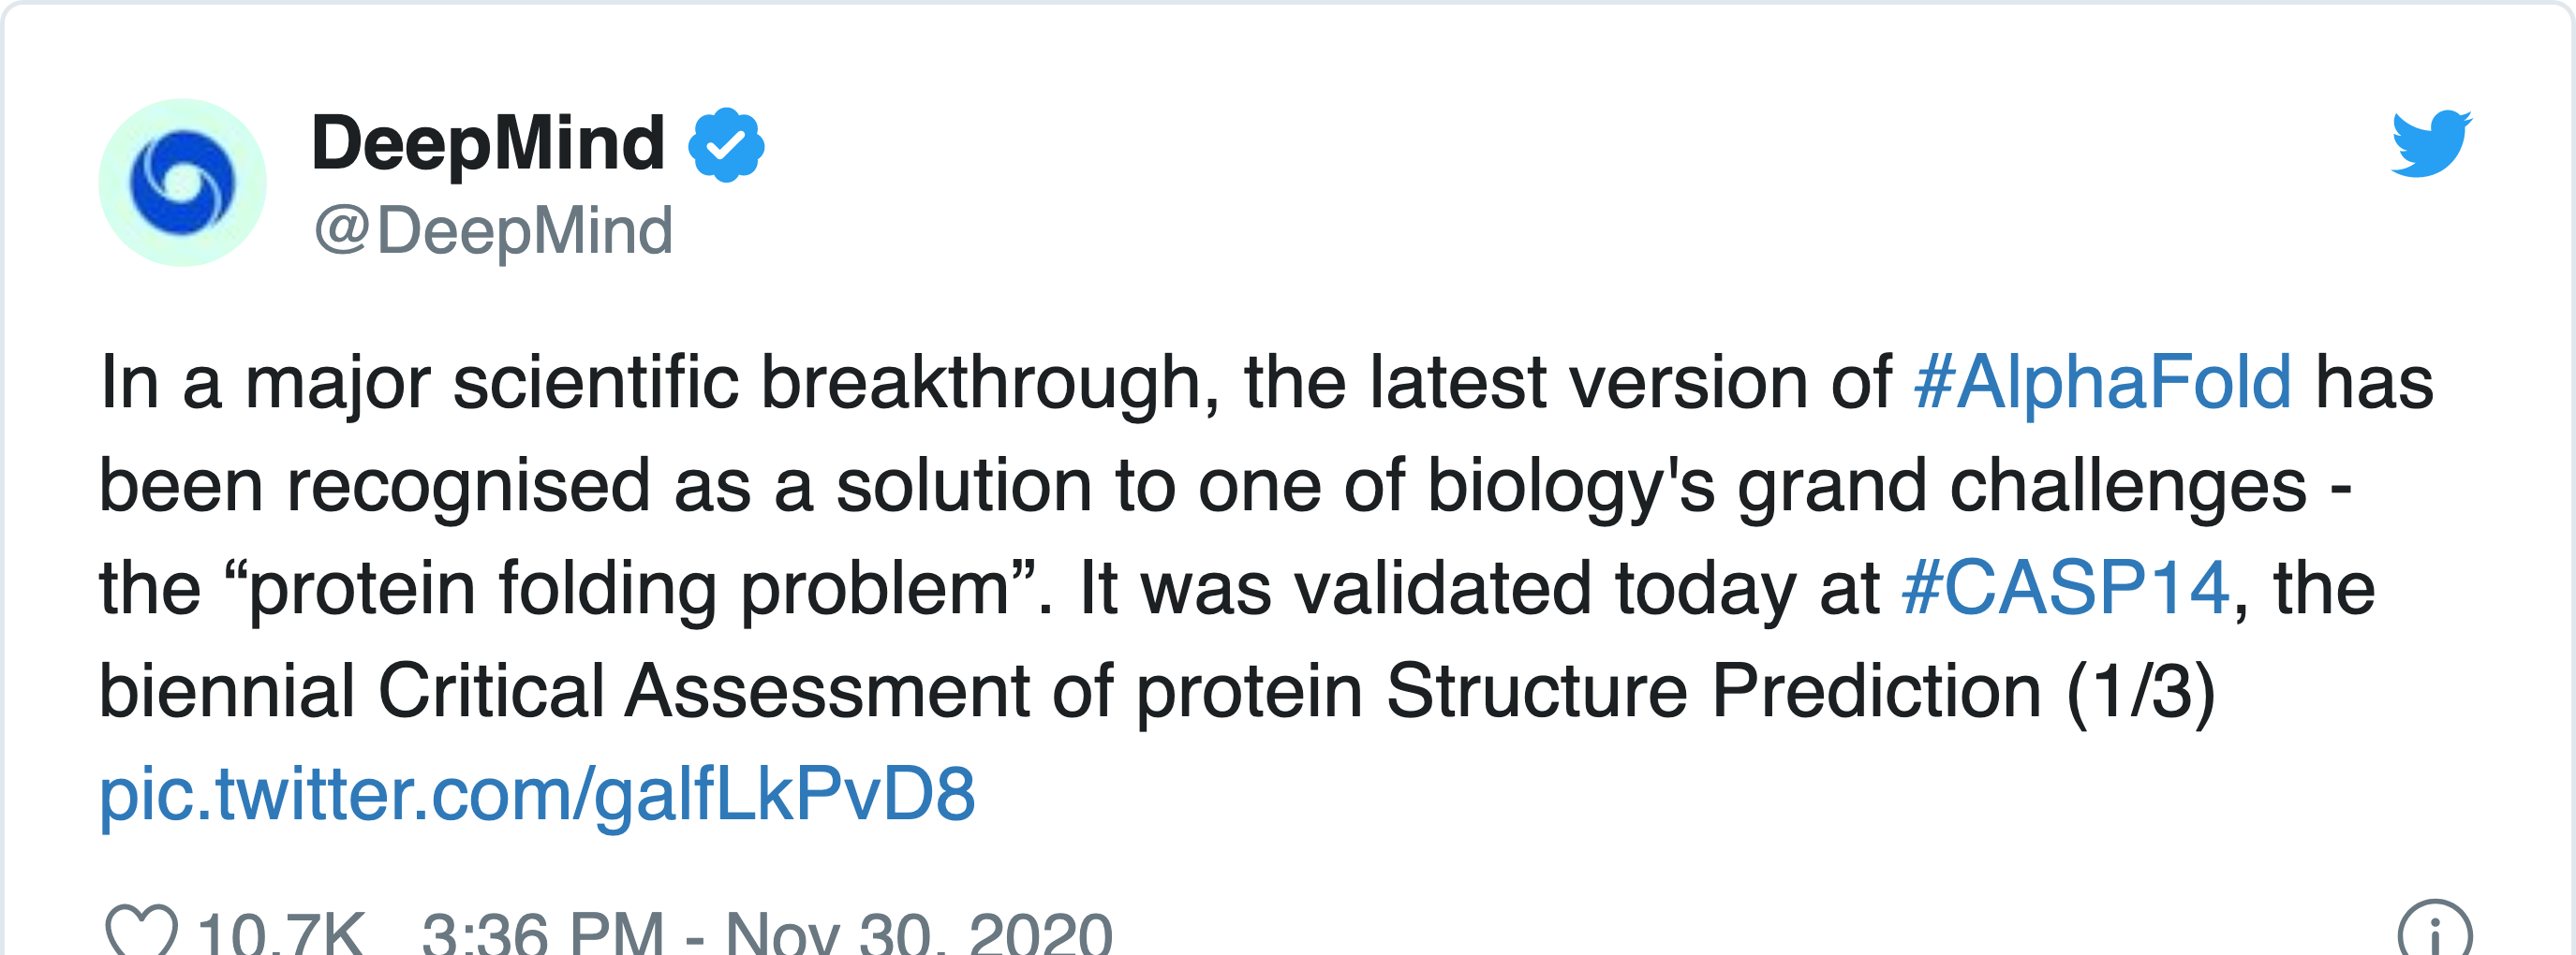 DeepMind
@DeepMind
In a major scientific breakthrough, the latest version of #AlphaFold has
been recognised as a solution to one of biology's grand challenges -
the “protein folding problem”. It was validated today at #CASP14, the
biennial Critical Assessment of protein Structure Prediction (1/3)
pic.twitter.com/galfLkPvD8
10.7K 3:36 PM - Nov 30, 2020